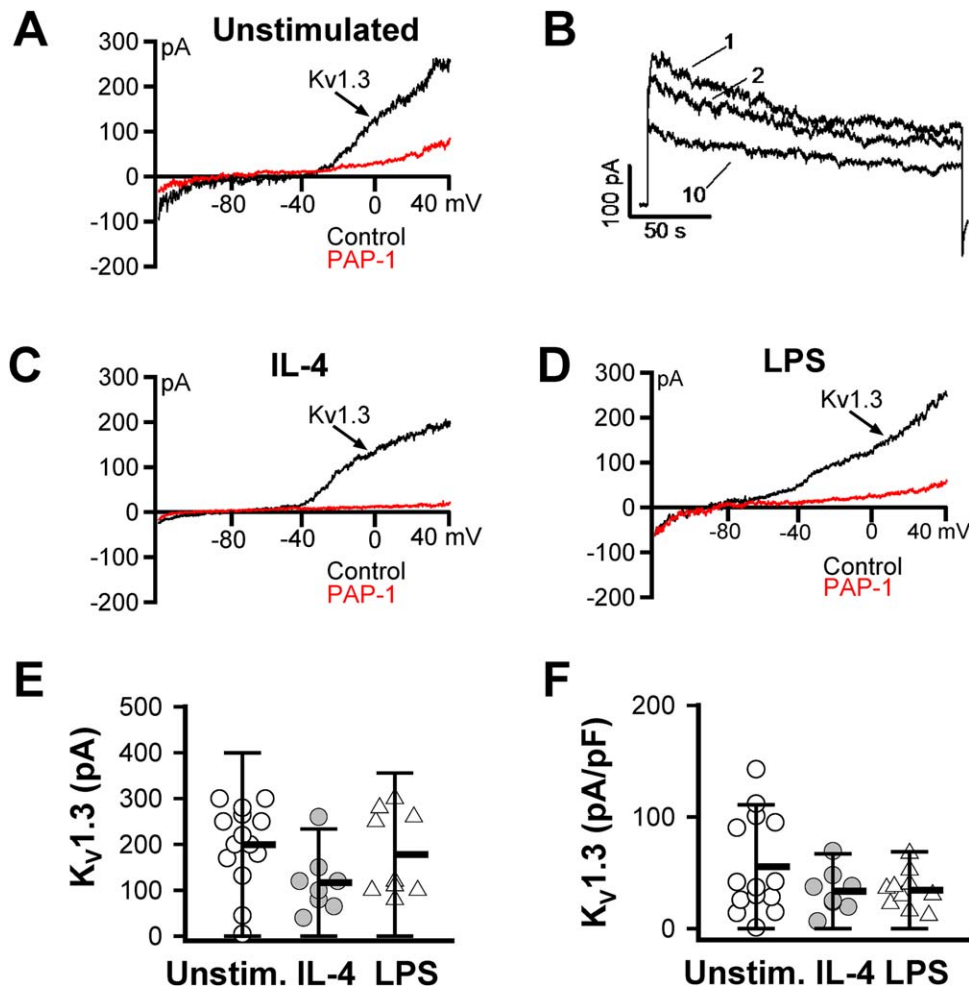 A
Unstimulated
300
pA
200
Kv1.3
100
0
-80
-40
0
40 mV
-100
Control
-200
PAP-1
B
1
2
10
100 pA
50 s
C
IL-4
300
pA
200
Kv1.3
100
0
-80
-40
0
40 mV
-100
Control
-200
PAP-1
D
LPS
300
pA
200
Kv1.3
100
0
-80
-40
0
40 mV
-100
Control
-200
PAP-1
E
KV1.3 (pA)
500
400
300
200
100
0
Unstim. IL-4 LPS
F
KV1.3 (pA/pF)
200
100
0
Unstim. IL-4 LPS